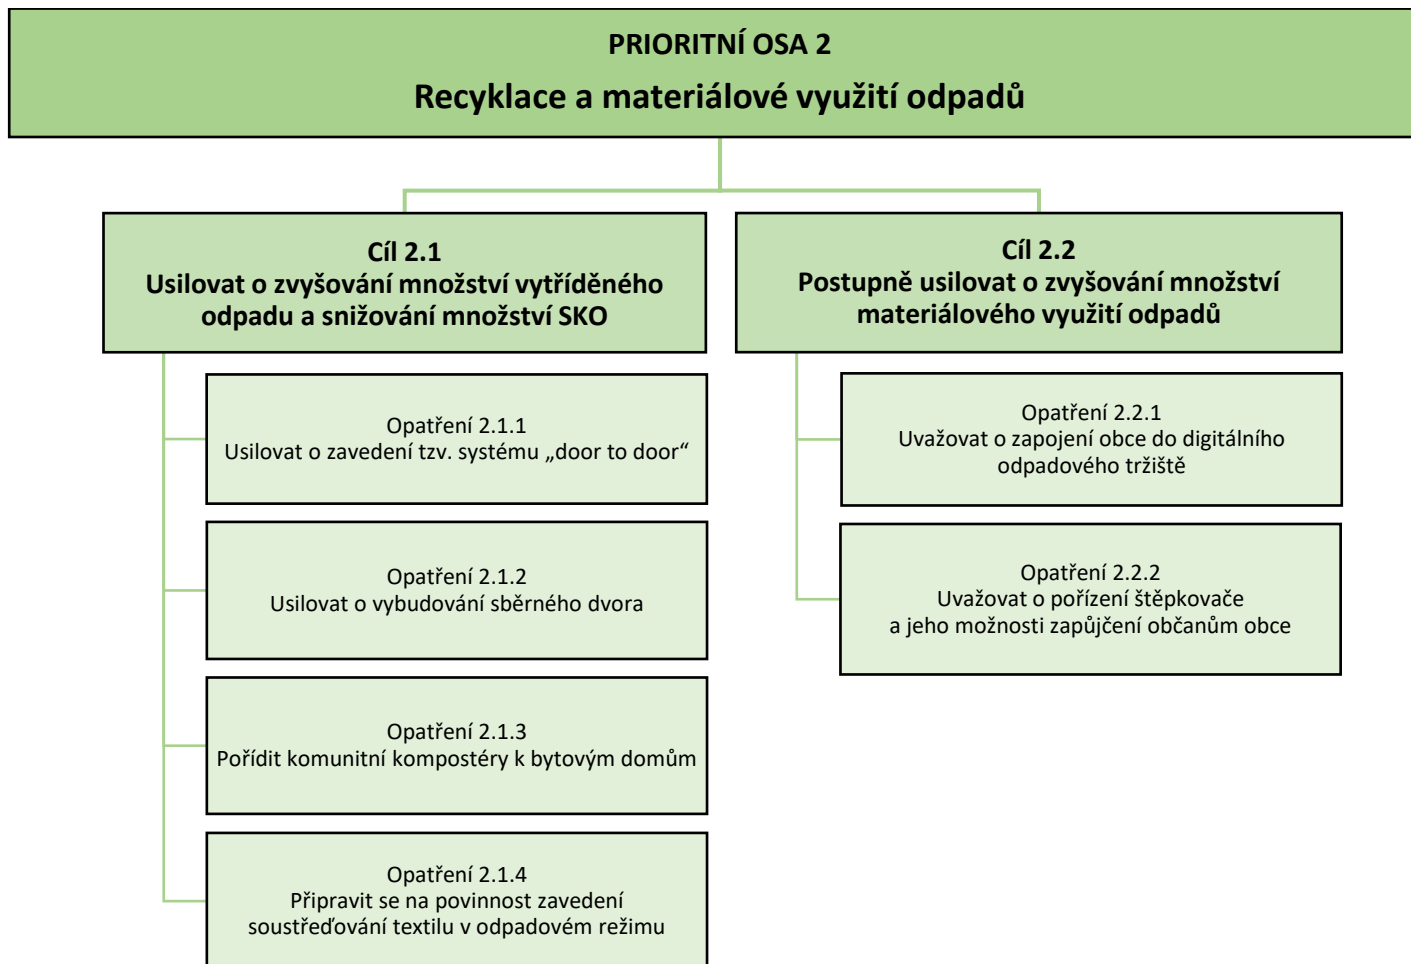 PRIORITNÍ OSA 2
Recyklace a materiálové využití odpadů
Cíl 2.1
Usilovat o zvyšování množství vytříděného
odpadu a snižování množství SKO
Opatření 2.1.1
Usilovat o zavedení tzv. systému „door to door“
Opatření 2.1.2
Usilovat o vybudování sběrného dvora
Opatření 2.1.3
Pořídit komunitní kompostéry k bytovým domům
Opatření 2.1.4
Připravit se na povinnost zavedení
soustřeďování textilu v odpadovém režimu
Cíl 2.2
Postupně usilovat o zvyšování množství
materiálového využití odpadů
Opatření 2.2.1
Uvažovat o zapojení obce do digitálního
odpadového tržiště
Opatření 2.2.2
Uvažovat o pořízení štěpkovače
a jeho možnosti zapůjčení občanům obce